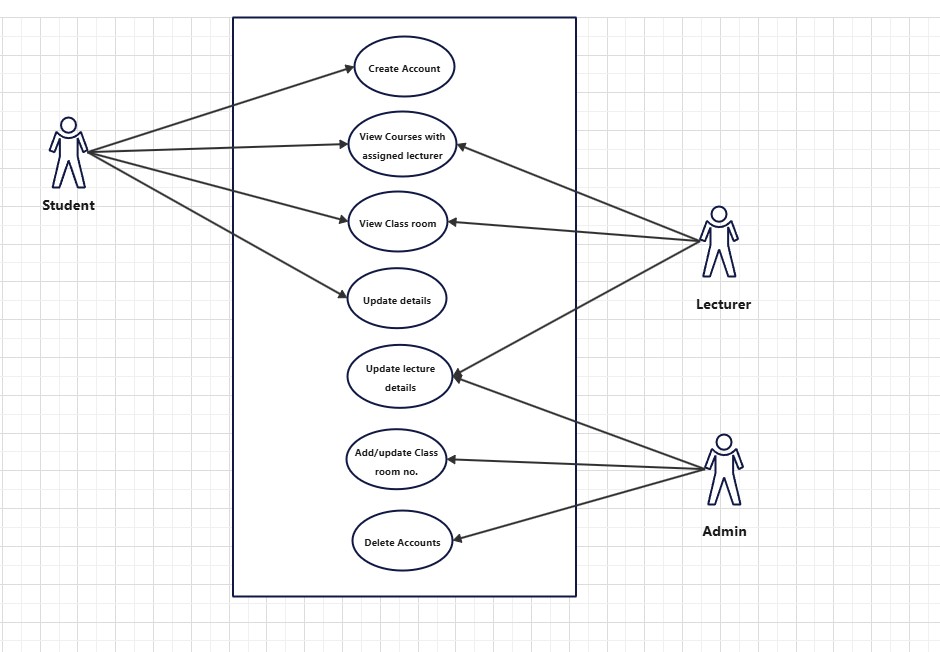 Create Account
View Courses with
assigned lecturer
Student
View Class room
Update details
Lecturer
Update lecture
details
Add/update Class
room no.
Admin
Delete Accounts